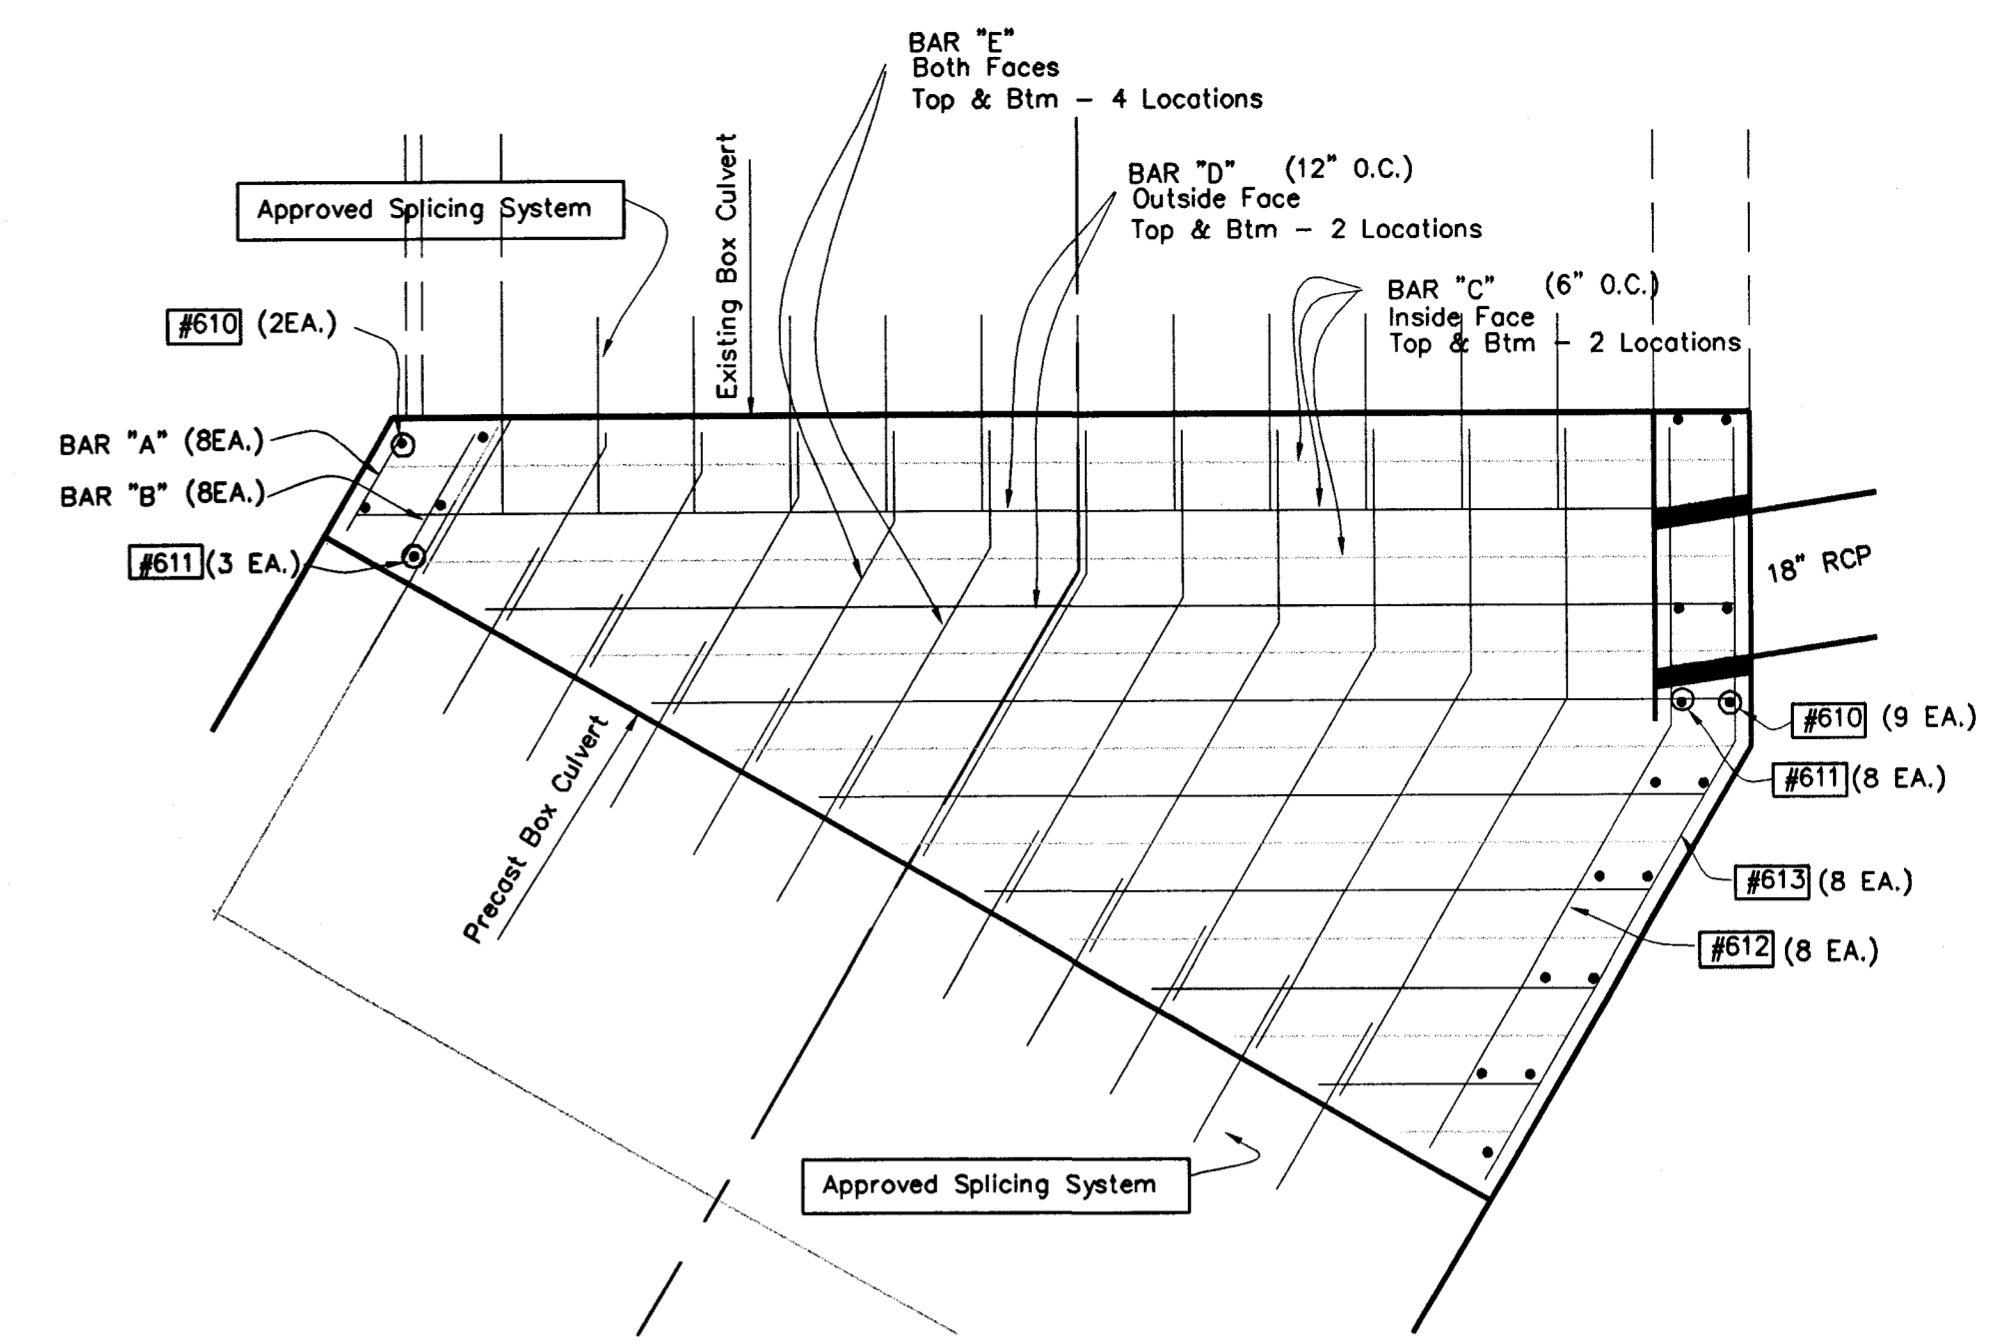 BAR "E"
Both Faces
Top & Btm - 4 Locations
BAR "D" (12" O.C.)
Outside Face
Top & Btm - 2 Locations
Approved Splicing System
Existing Box Culvert
BAR "C" (6" O.C.)
Inside Face
Top & Btm - 2 Locations
#610 (2EA.)
BAR "A" (8EA.)
BAR "B" (8EA.)
#611 (3 EA.)
18" RCP
#610 (9 EA.)
#611 (8 EA.)
Precast Box Culvert
#613 (8 EA.)
#612 (8 EA.)
Approved Splicing System